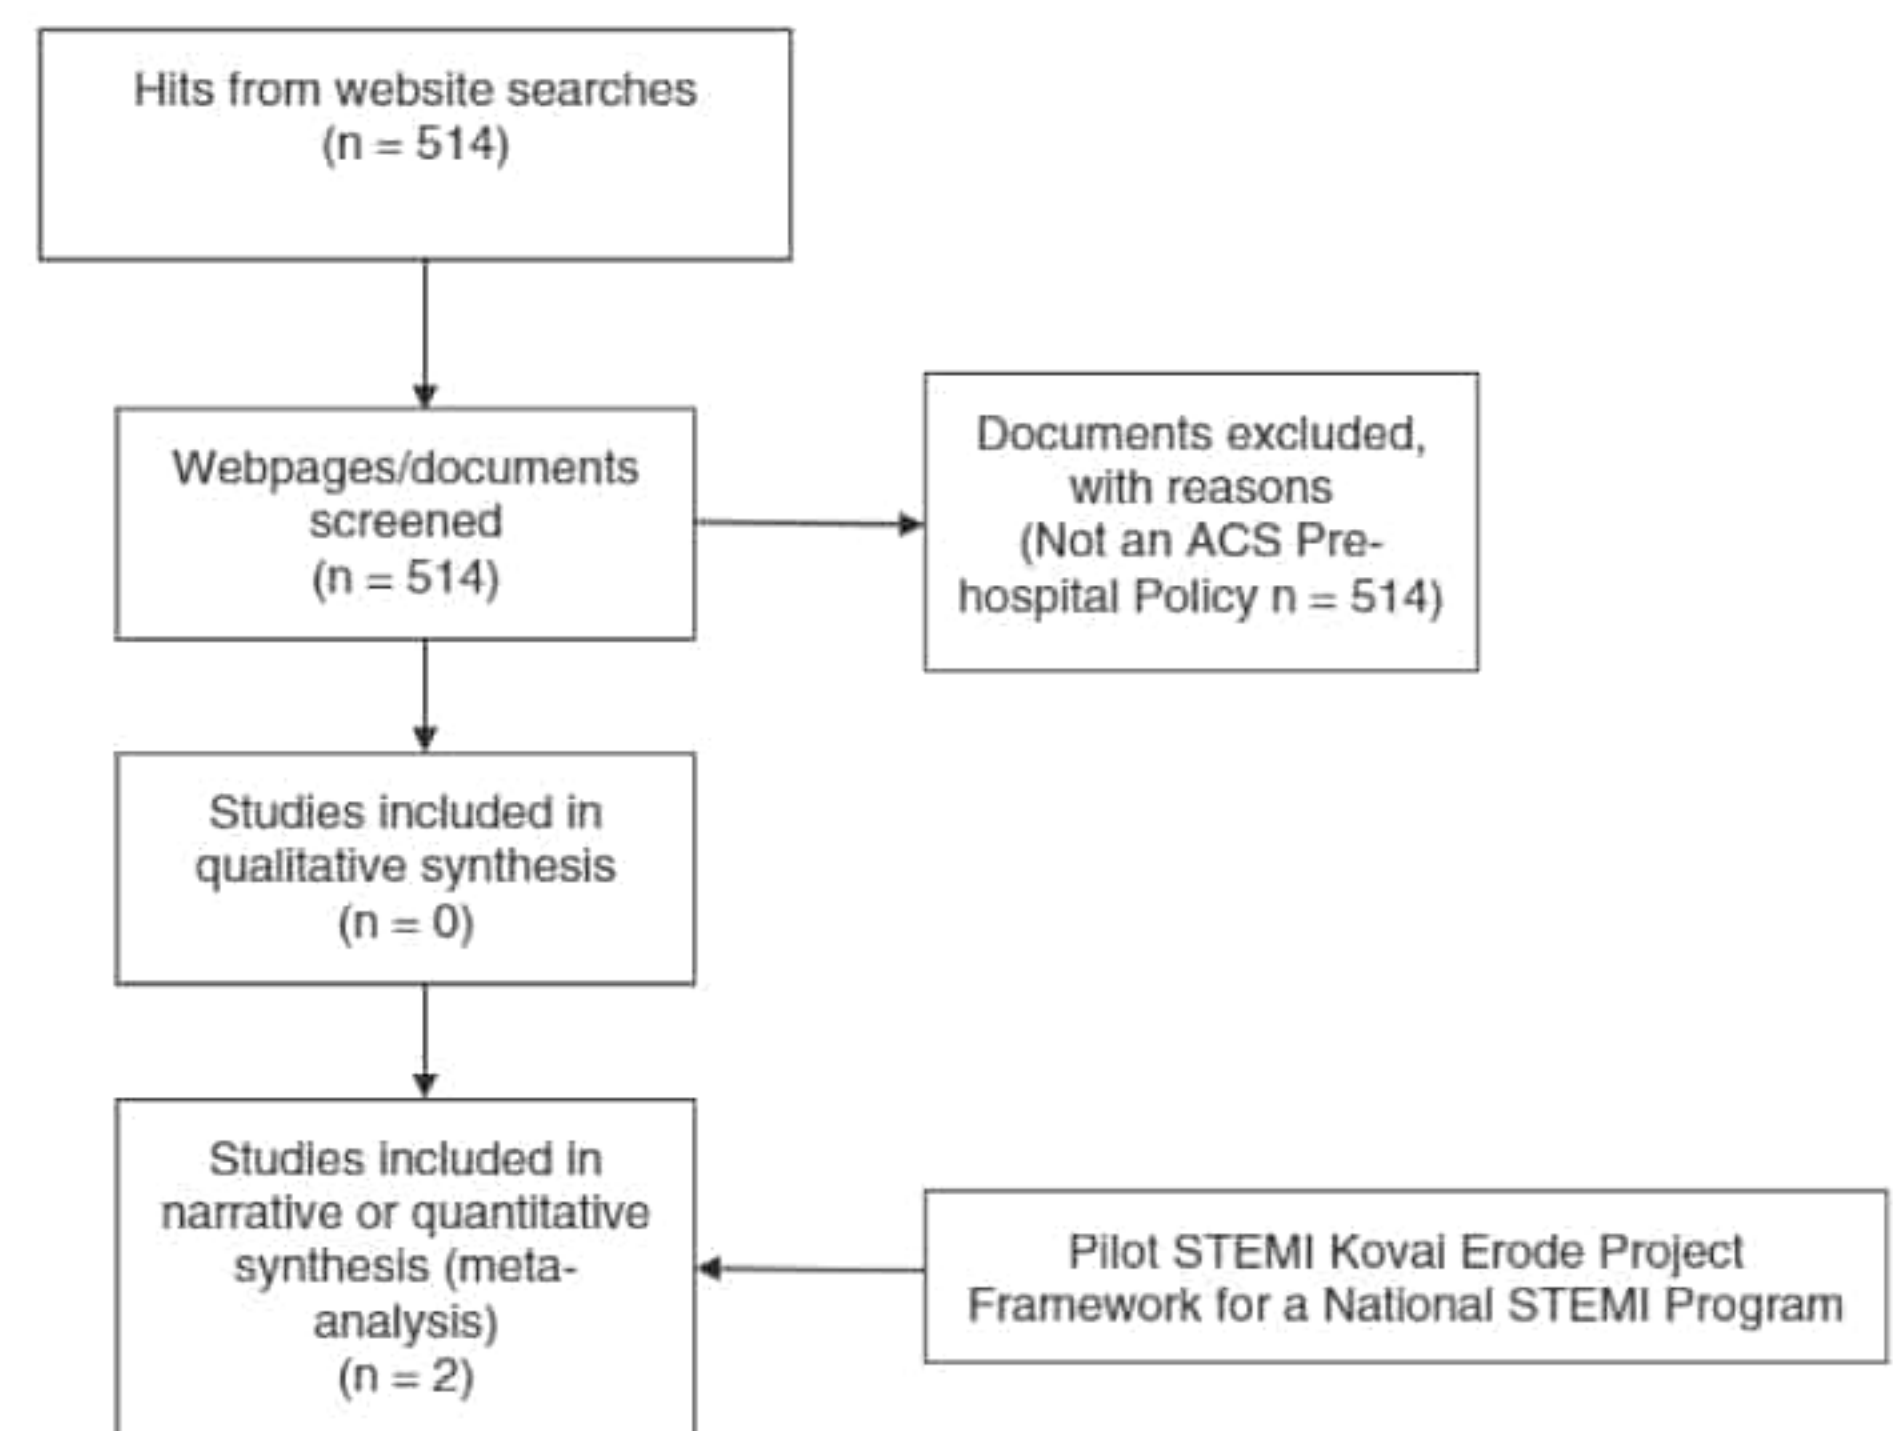 Hits from website searches
(n = 514)
Webpages/documents
screened
(n = 514)
Documents excluded,
with reasons
(Not an ACS Pre-
hospital Policy n = 514)
Studies included in
qualitative synthesis
(n = 0)
Studies included in
narrative or quantitative
synthesis (meta-
analysis)
(n = 2)
Pilot STEMI Kovai Erode Project
Framework for a National STEMI Program